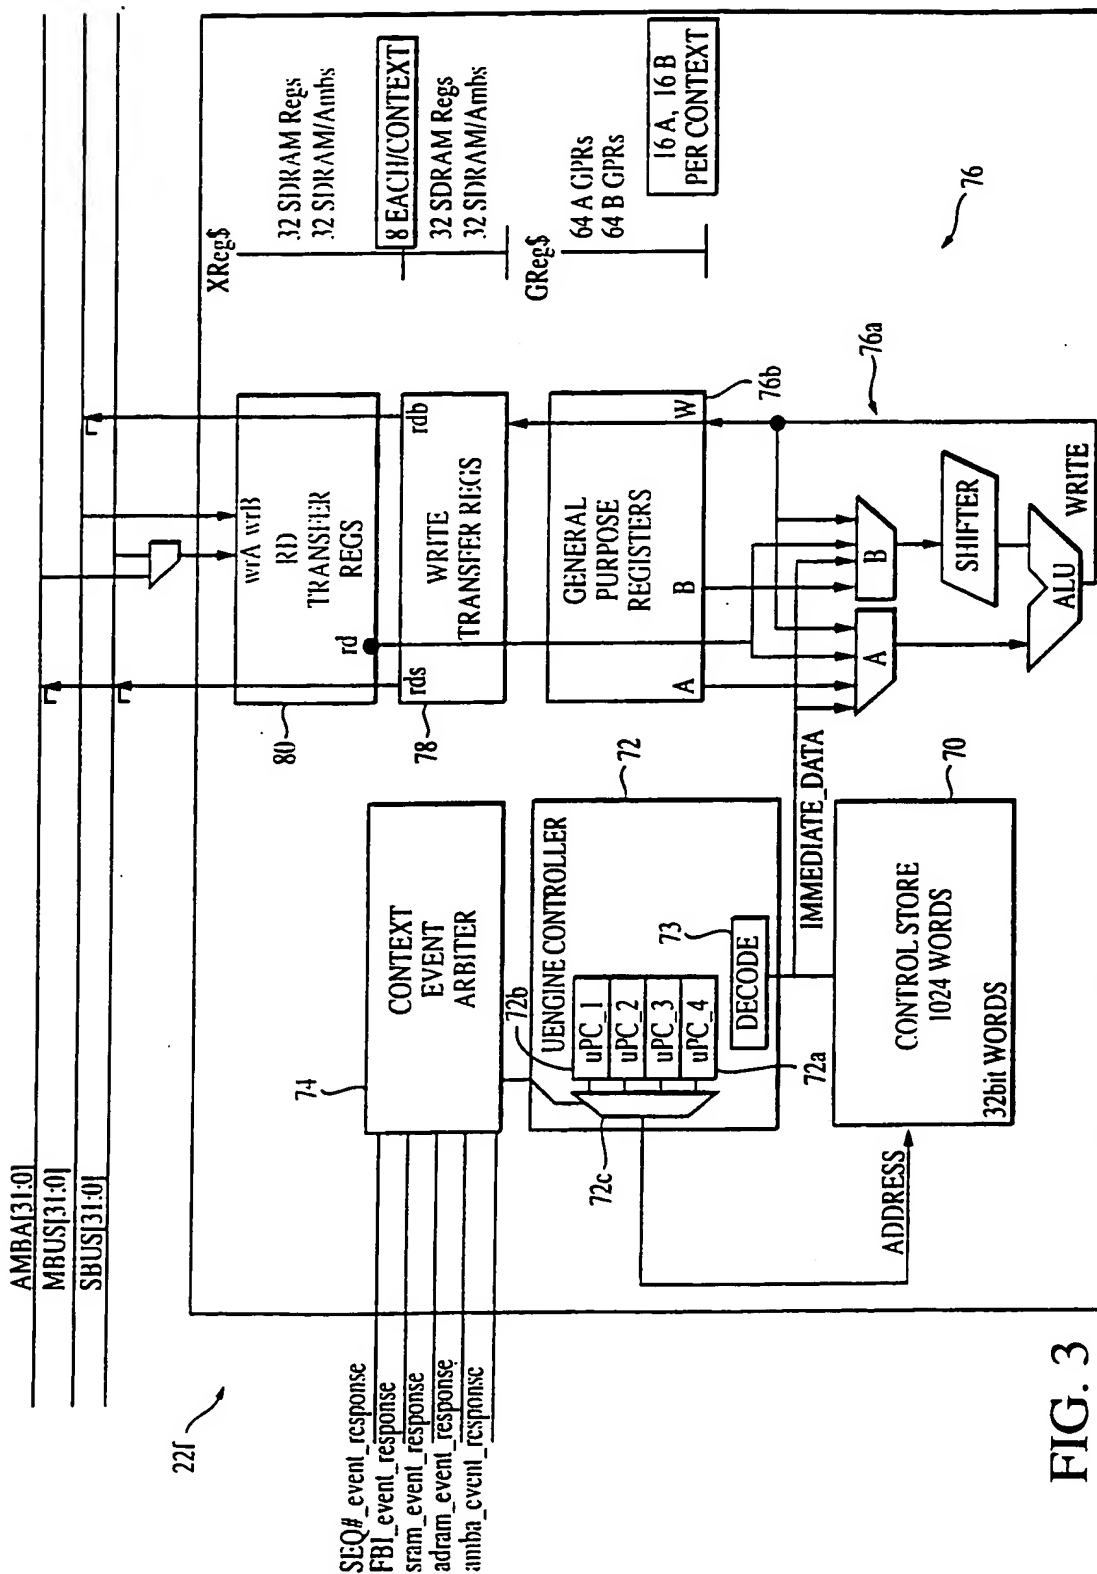 AMBA[31:0]
MBUS[31:0]
SBUS[31:0]
22f
SEQ#_event_response
FBI_event_response
sram_event_response
adram_event_response
amba_event_response
74
CONTEXT
EVENT
ARBITER
72
UENGINE CONTROLLER
72b
uPC_1
uPC_2
uPC_3
uPC_4
72a
72c
73
DECODE
IMMEDIATE_DATA
ADDRESS
70
CONTROL STORE
1024 WORDS
32bit WORDS
80
wrA wrB
RD
TRANSFER
REGS
rd
78
rds
rdb
WRITE
TRANSFER REGS
76b
GENERAL
PURPOSE
REGISTERS
A
B
W
A
B
SHIFTER
ALU
WRITE
76a
76
XReg$
32 SDRAM Regs
32 SDRAM/Ambs
8 EACH/CONTEXT
32 SDRAM Regs
32 SDRAM/Ambs
GReg$
64 A GPRs
64 B GPRs
16 A, 16 B
PER CONTEXT
FIG. 3